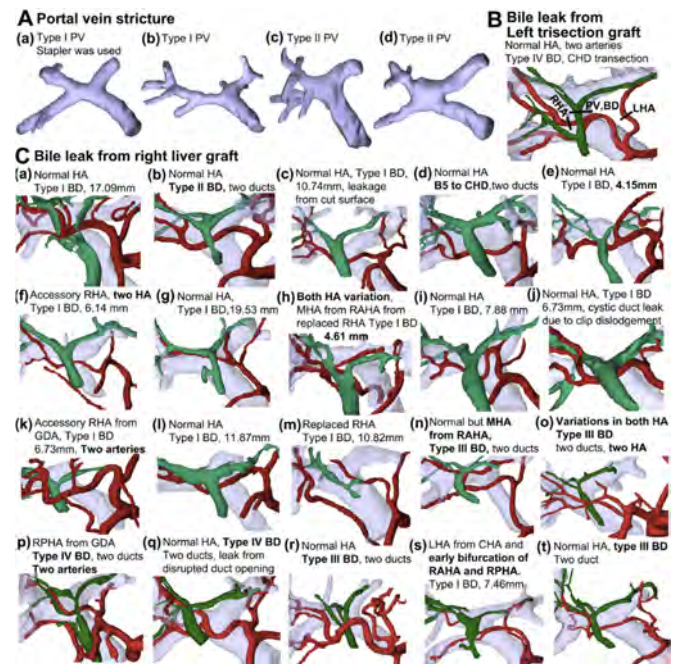 A Portal vein stricture
(a) Type I PV
Stapler was used
(b) Type I PV
(c) Type II PV
(d) Type II PV
B Bile leak from
Left trisection graft
Normal HA, two arteries
Type IV BD, CHD transection
RHA
PV,BD
LHA
C Bile leak from right liver graft
(a) Normal HA
Type I BD, 17.09mm
(b) Normal HA
Type II BD, two ducts
(c) Normal HA, Type I BD,
10.74mm, leakage
from cut surface
(d) Normal HA
B5 to CHD,two ducts
(e) Normal HA
Type I BD, 4.15mm
(f) Accessory RHA, two HA
Type I BD, 6.14 mm
(g) Normal HA,
Type I BD,19.53 mm
(h) Both HA variation,
MHA from RAHA from
replaced RHA Type I BD
4.61 mm
(i) Normal HA,
Type I BD, 7.88 mm
(j) Normal HA, Type I BD
6.73mm, cystic duct leak
due to clip dislodgement
(k) Accessory RHA from
GDA, Type I BD
6.73mm, Two arteries
(l) Normal HA
Type I BD, 11.87mm
(m) Replaced RHA
Type I BD, 10.82mm
(n) Normal but MHA
from RAHA,
Type III BD, two ducts
(o) Variations in both HA
Type III BD
two ducts, two HA
(p) RPHA from GDA
Type IV BD, two ducts
Two arteries
(q) Normal HA, Type IV BD
Two ducts, leak from
disrupted duct opening
(r) Normal HA
Type III BD, two ducts
(s) LHA from CHA and
early bifurcation of
RAHA and RPHA.
Type I BD, 7.46mm
(t) Normal HA, type III BD
Two duct